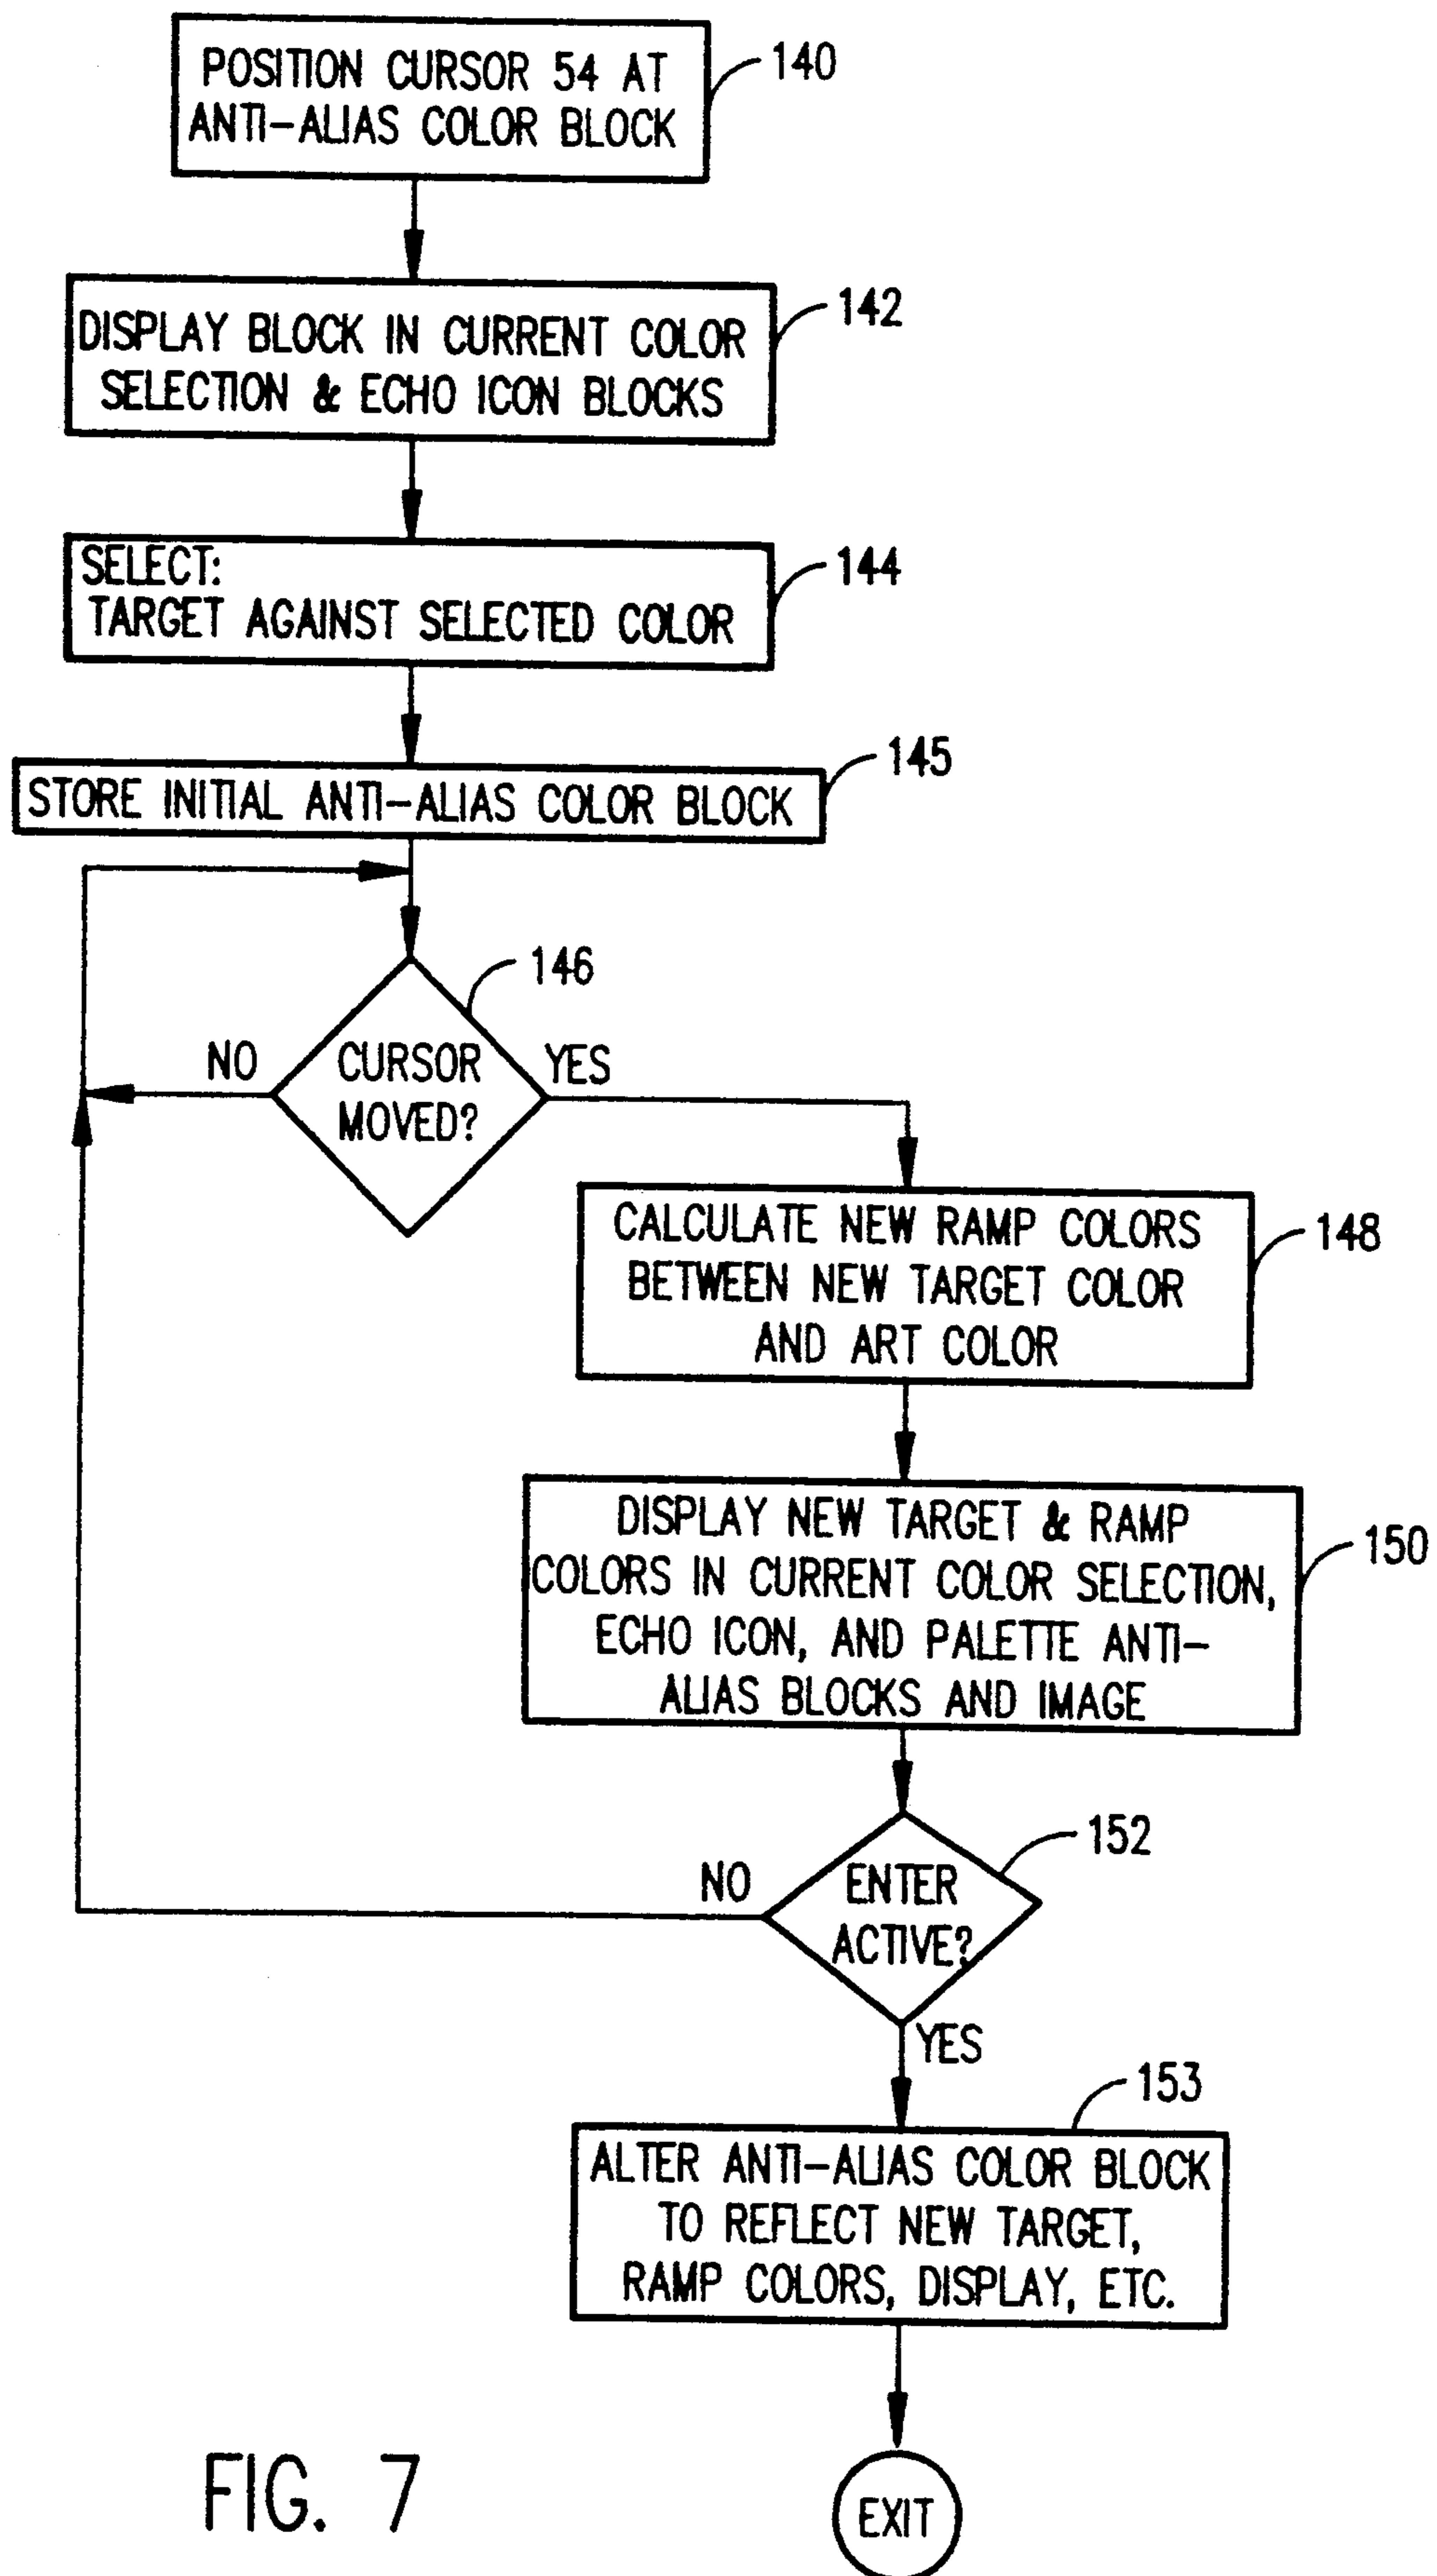 POSITION CURSOR 54 AT
ANTI-ALIAS COLOR BLOCK
140
DISPLAY BLOCK IN CURRENT COLOR
SELECTION & ECHO ICON BLOCKS
142
SELECT:
TARGET AGAINST SELECTED COLOR
144
STORE INITIAL ANTI-ALIAS COLOR BLOCK
145
146
CURSOR
MOVED?
NO
YES
CALCULATE NEW RAMP COLORS
BETWEEN NEW TARGET COLOR
AND ART COLOR
148
DISPLAY NEW TARGET & RAMP
COLORS IN CURRENT COLOR SELECTION,
ECHO ICON, AND PALETTE ANTI-
ALIAS BLOCKS AND IMAGE
150
152
ENTER
ACTIVE?
NO
YES
153
ALTER ANTI-ALIAS COLOR BLOCK
TO REFLECT NEW TARGET,
RAMP COLORS, DISPLAY, ETC.
EXIT
FIG. 7